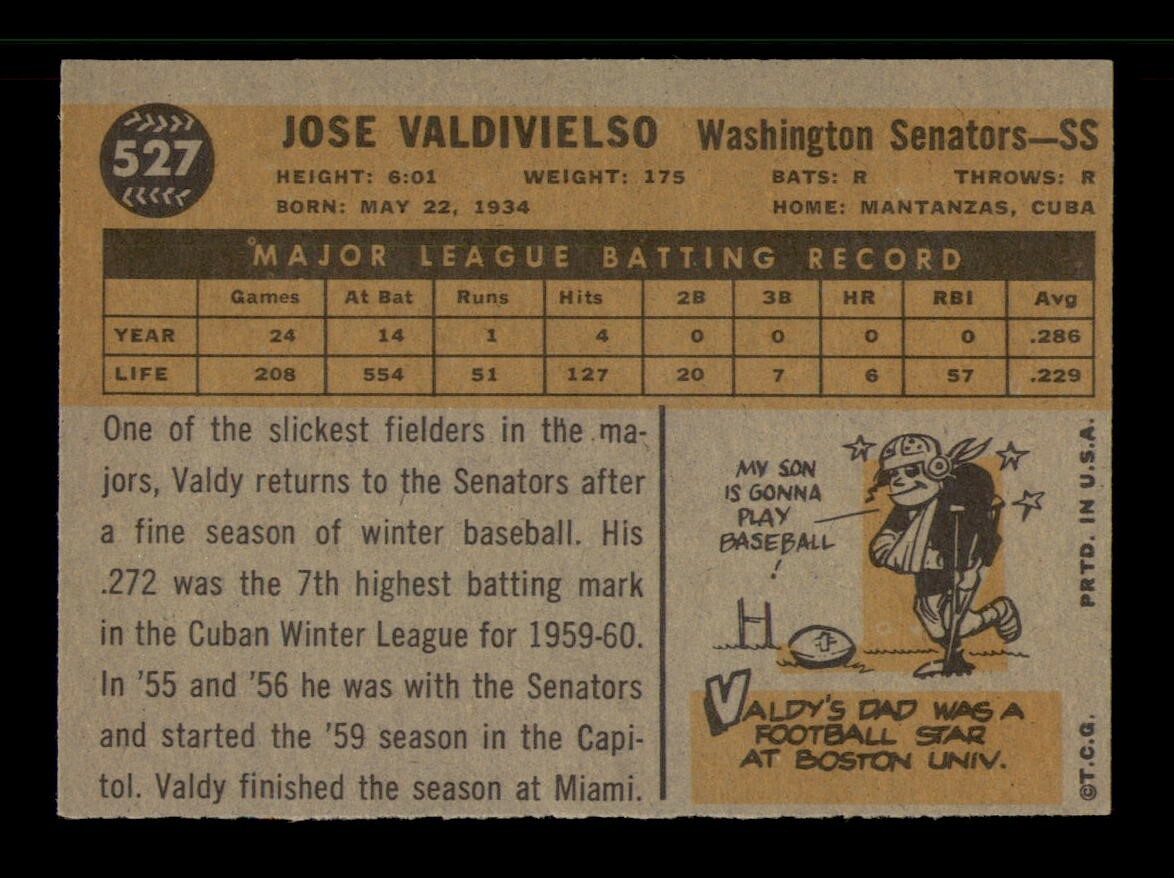 527
JOSE VALDIVIELSO Washington Senators—SS
HEIGHT: 6:01 WEIGHT: 175 BATS: R THROWS: R
BORN: MAY 22, 1934 HOME: MANTANZAS, CUBA
MAJOR LEAGUE BATTING RECORD
Games At Bat Runs Hits 2B 3B HR RBI Avg
YEAR 24 14 1 4 0 0 0 0 .286
LIFE 208 554 51 127 20 7 6 57 .229
One of the slickest fielders in the ma-
jors, Valdy returns to the Senators after
a fine season of winter baseball. His
.272 was the 7th highest batting mark
in the Cuban Winter League for 1959-60.
In '55 and '56 he was with the Senators
and started the '59 season in the Capi-
tol. Valdy finished the season at Miami.
MY SON
IS GONNA
PLAY
BASEBALL
!
VALDY'S DAD WAS A
FOOTBALL STAR
AT BOSTON UNIV.
©T.C.G. PRTD. IN U.S.A.